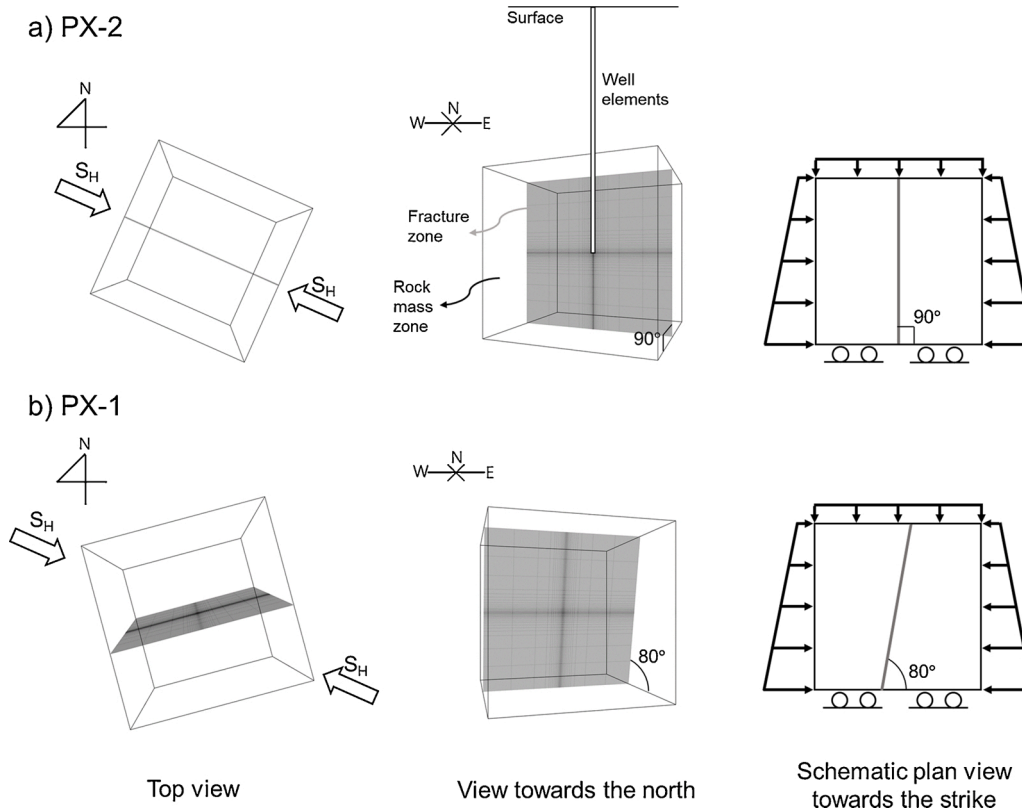 a) PX-2
Surface
N
S_H
S_H
Well
elements
N
W E
Fracture
zone
Rock
mass
zone
90°
90°
b) PX-1
N
S_H
S_H
N
W E
80°
80°
Top view
View towards the north
Schematic plan view
towards the strike